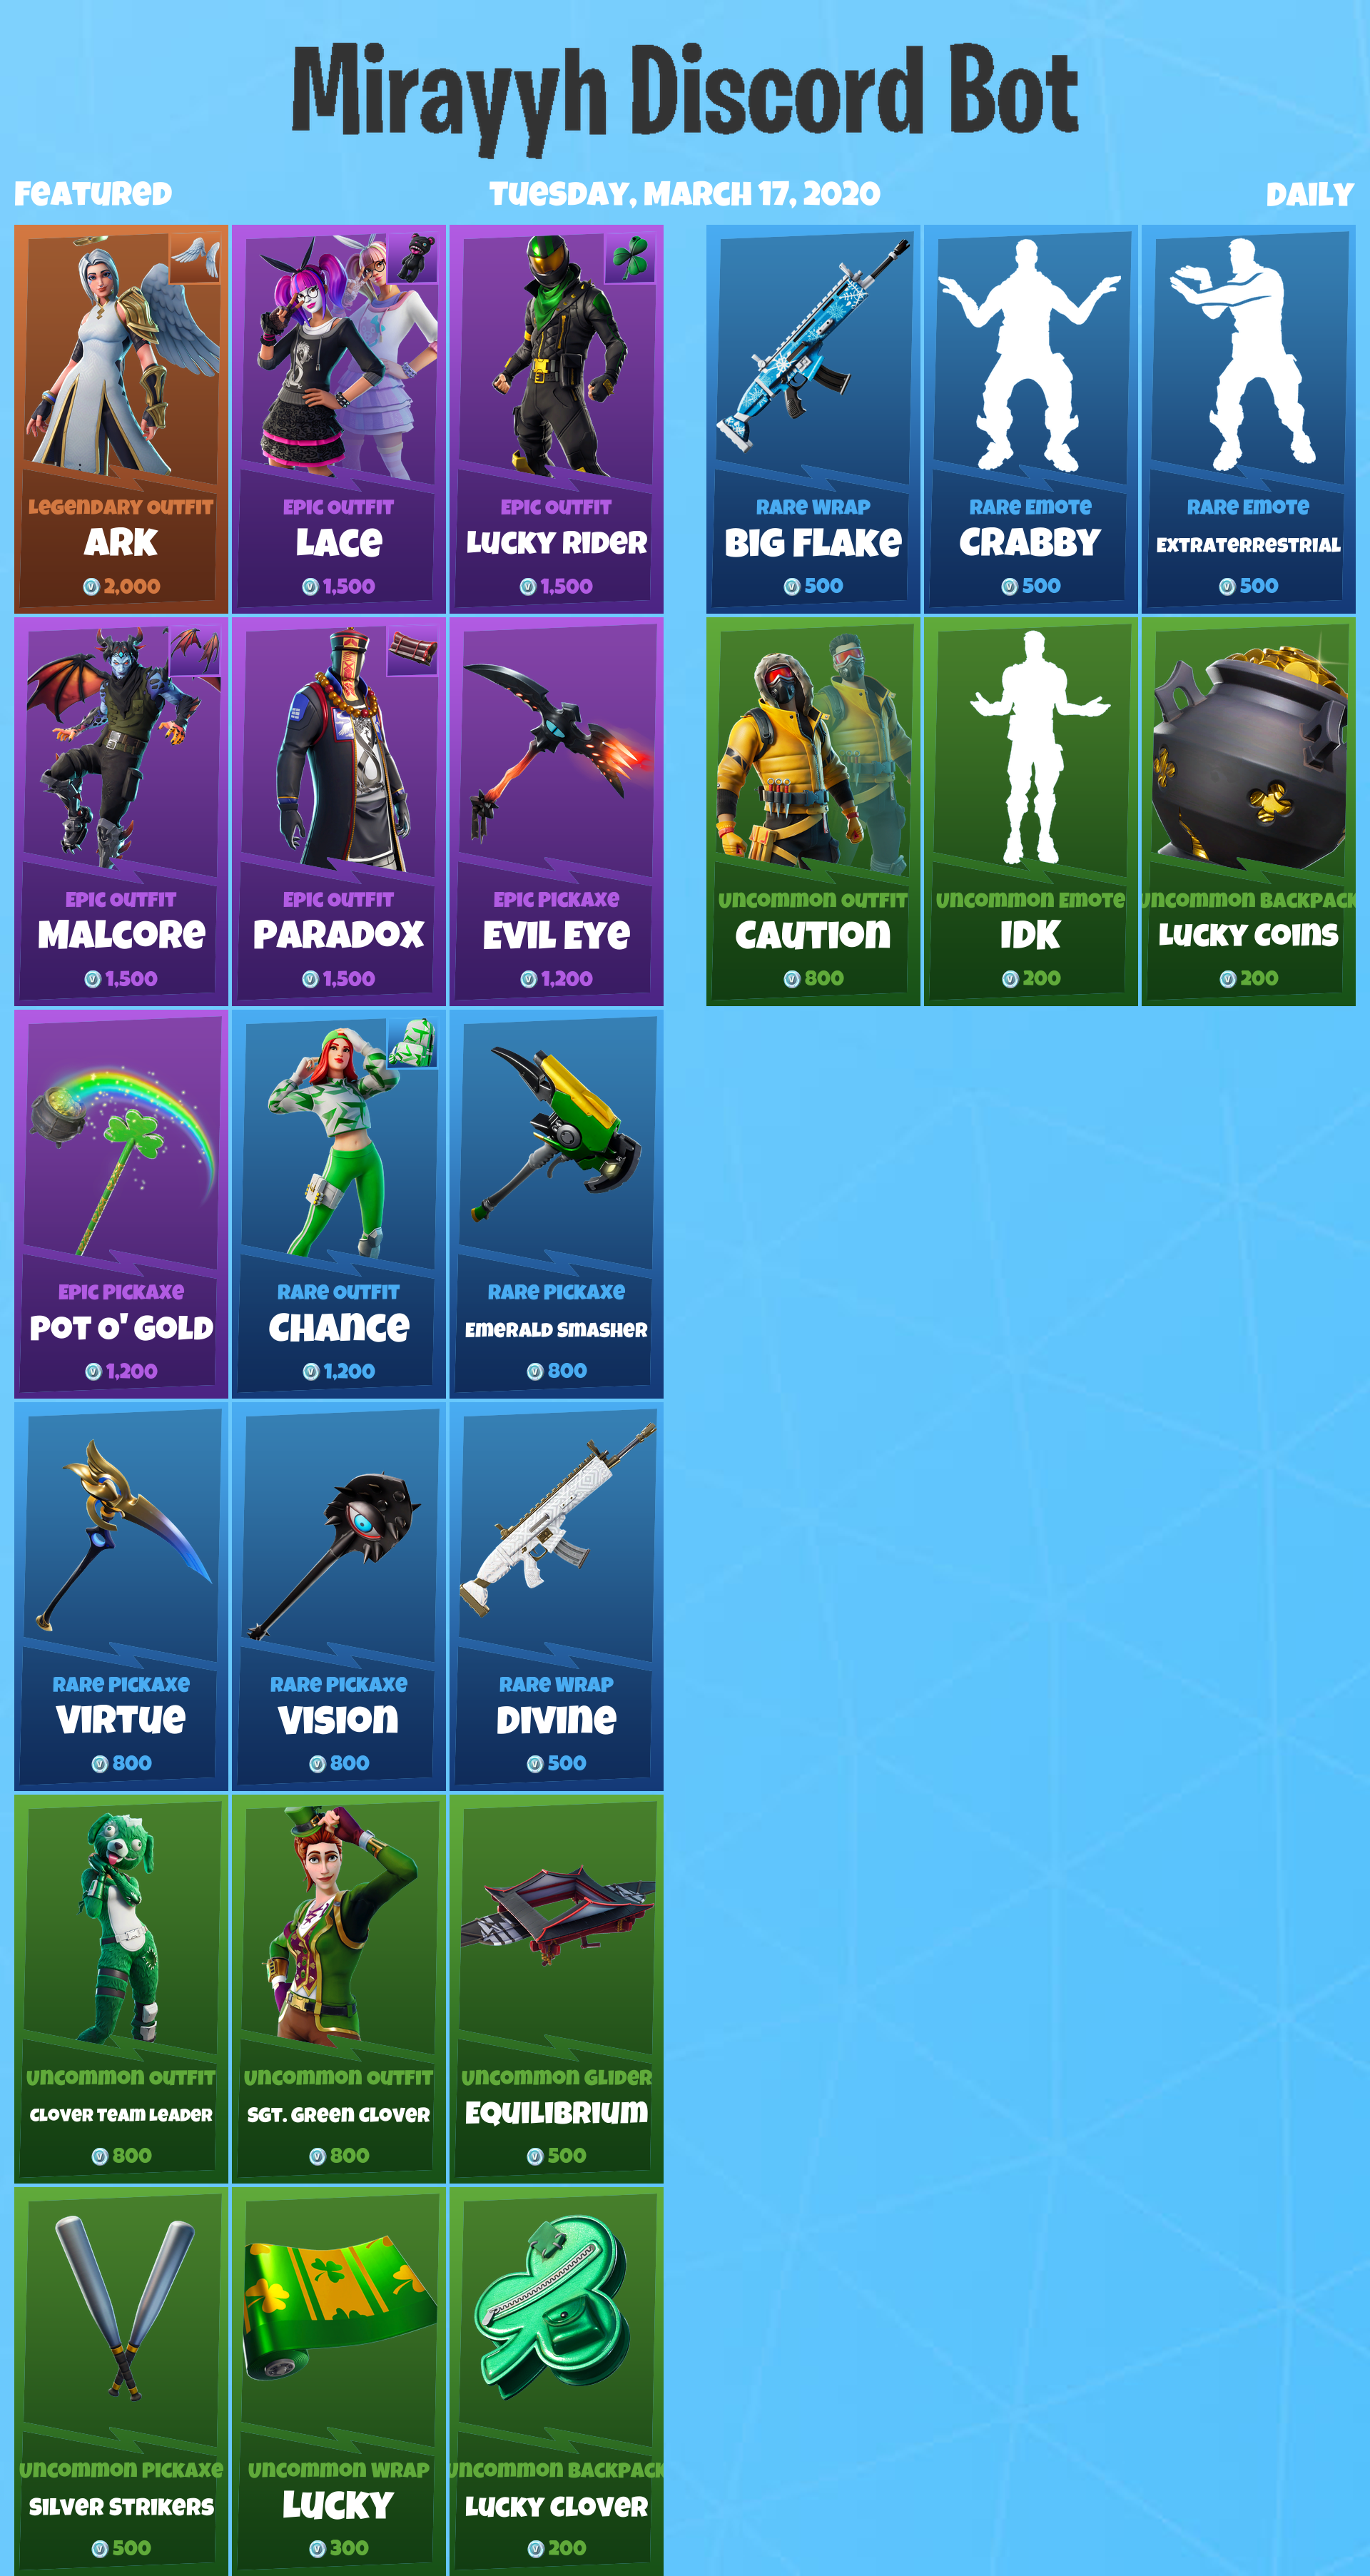 Mirayyh Discord Bot
FEATURED
TUESDAY, MARCH 17, 2020
DAILY
LEGENDARY OUTFIT
ARK
2,000
EPIC OUTFIT
LACE
1,500
EPIC OUTFIT
LUCKY RIDER
1,500
EPIC OUTFIT
MALCORE
1,500
EPIC OUTFIT
PARADOX
1,500
EPIC PICKAXE
EVIL EYE
1,200
EPIC PICKAXE
POT O' GOLD
1,200
RARE OUTFIT
CHANCE
1,200
RARE PICKAXE
EMERALD SMASHER
800
RARE PICKAXE
VIRTUE
800
RARE PICKAXE
VISION
800
RARE WRAP
DIVINE
500
UNCOMMON OUTFIT
CLOVER TEAM LEADER
800
UNCOMMON OUTFIT
SGT. GREEN CLOVER
800
UNCOMMON GLIDER
EQUILIBRIUM
500
UNCOMMON PICKAXE
SILVER STRIKERS
500
UNCOMMON WRAP
LUCKY
300
UNCOMMON BACKPACK
LUCKY CLOVER
200
RARE WRAP
BIG FLAKE
500
RARE EMOTE
CRABBY
500
RARE EMOTE
EXTRATERRESTRIAL
500
UNCOMMON OUTFIT
CAUTION
800
UNCOMMON EMOTE
IDK
200
UNCOMMON BACKPACK
LUCKY COINS
200